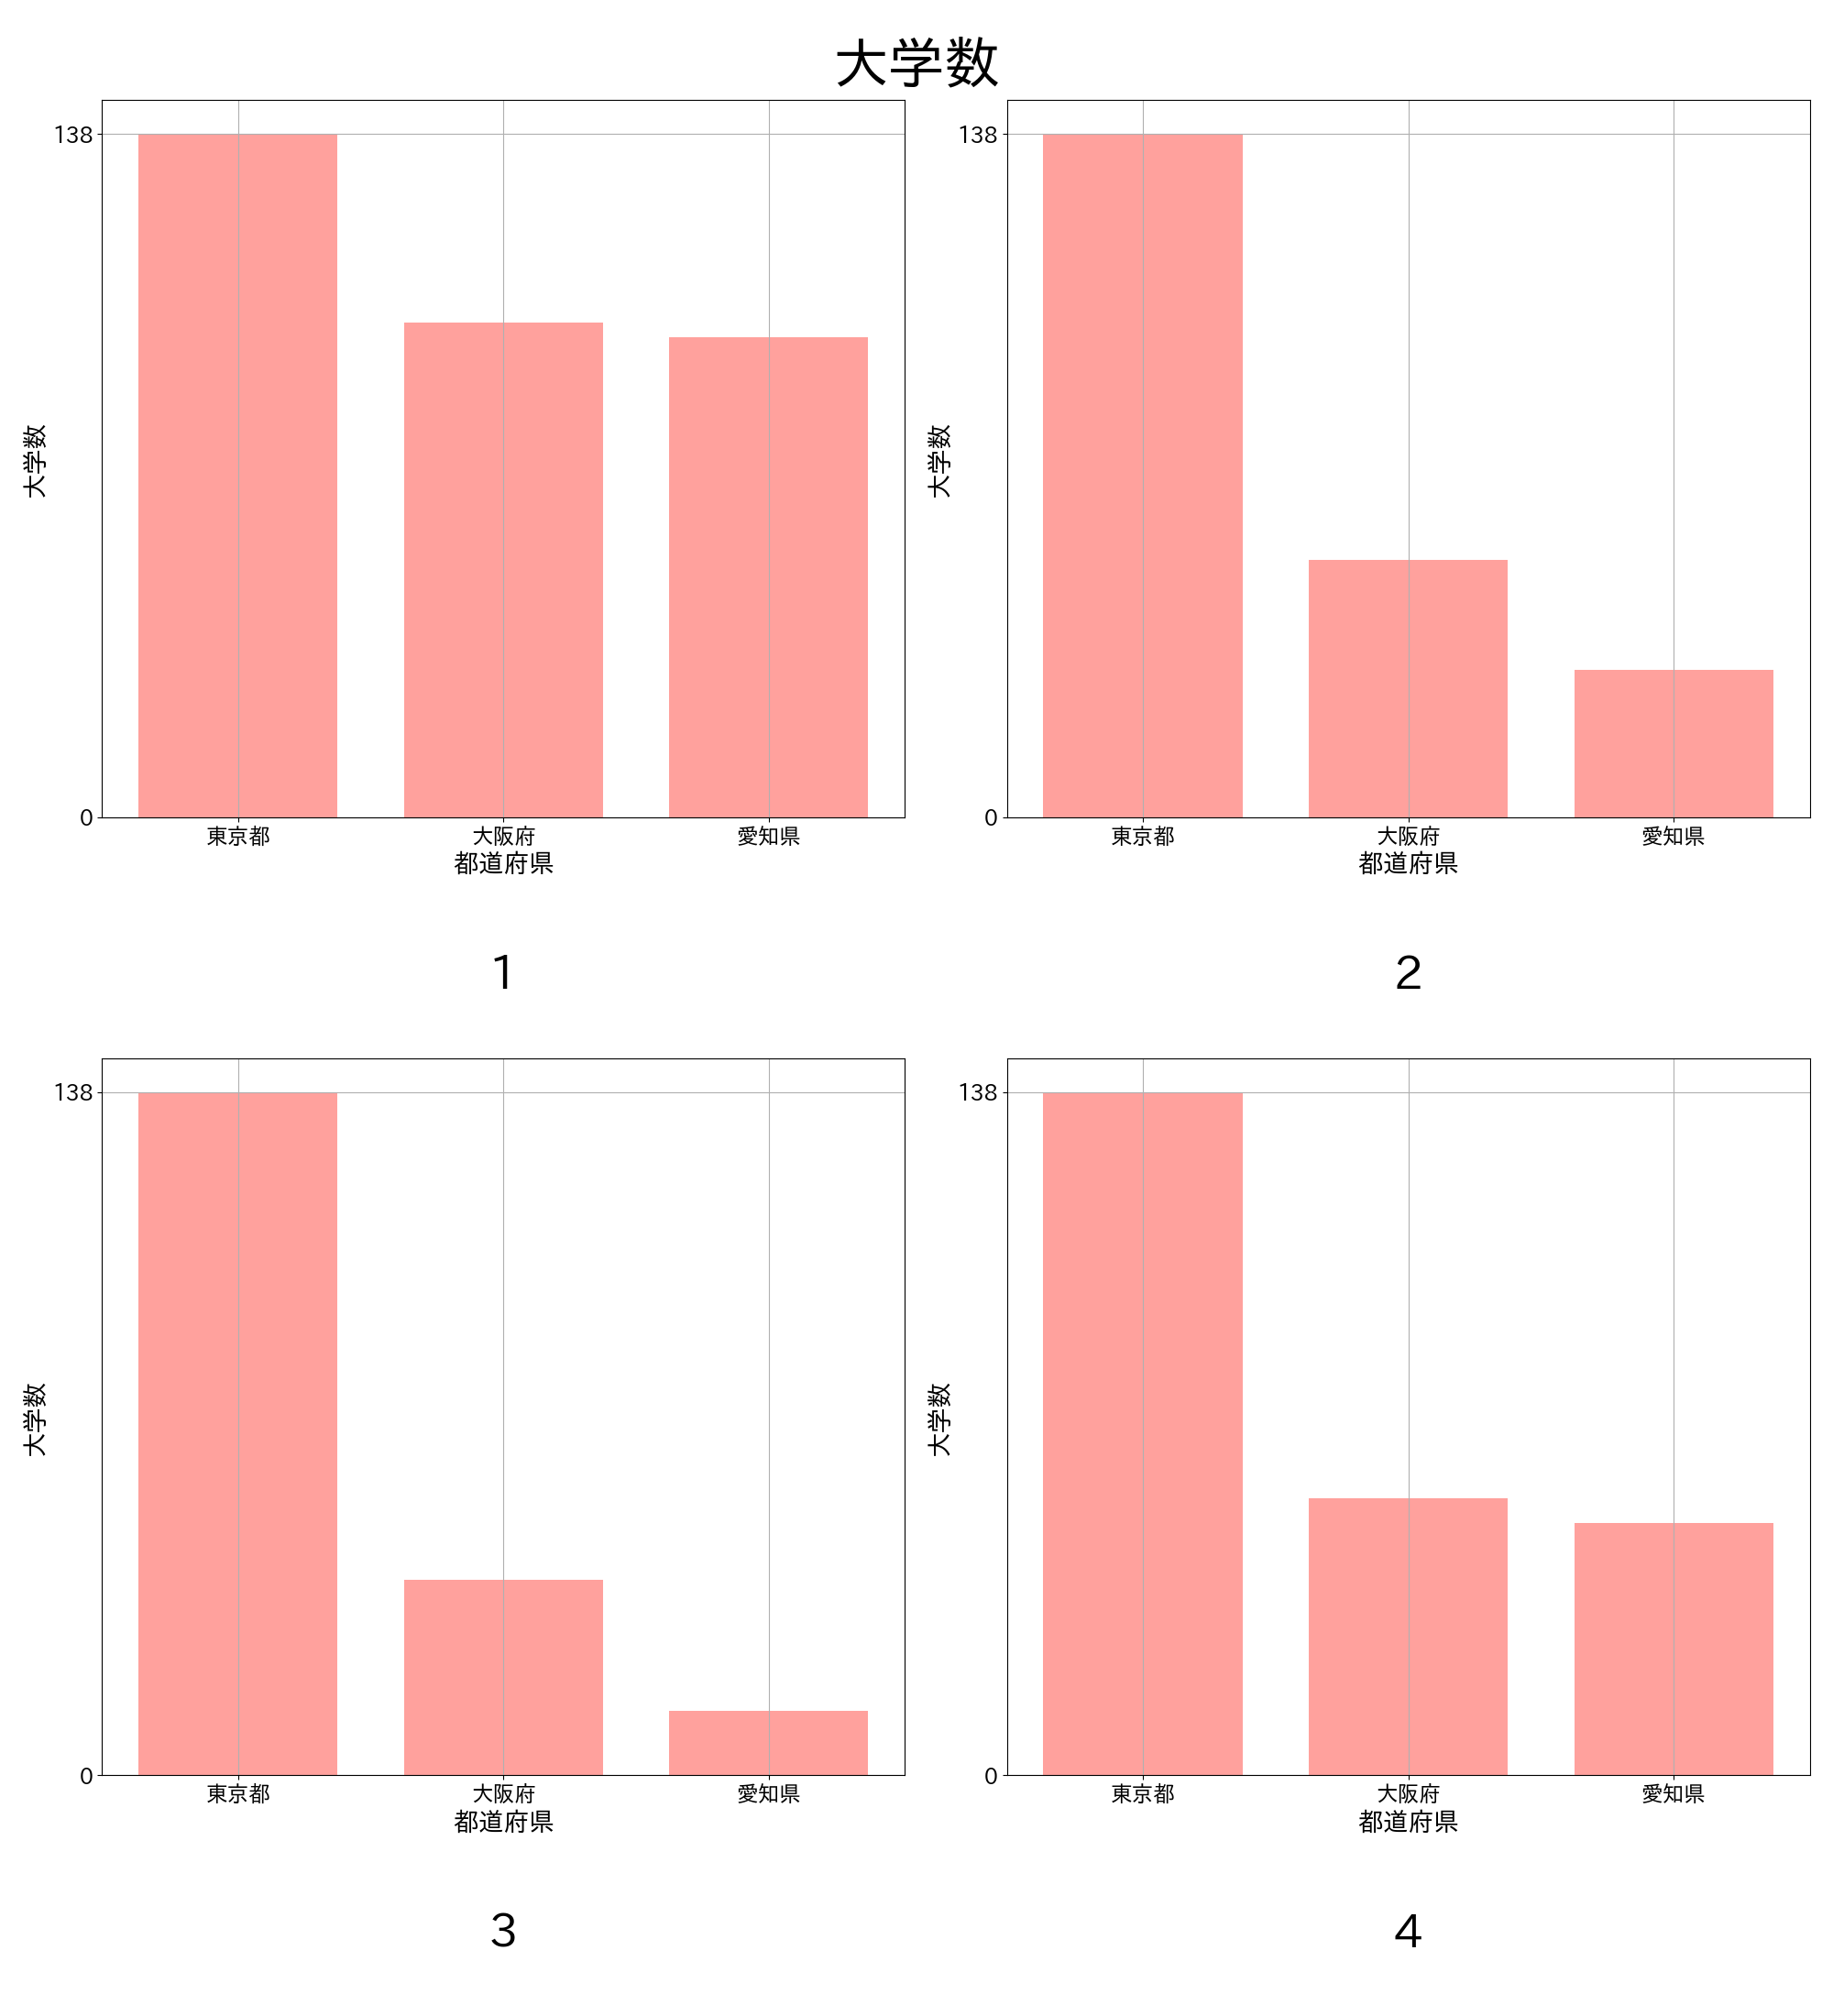 大学数
138
0
大学数
東京都 大阪府 愛知県
都道府県
1
138
0
大学数
東京都 大阪府 愛知県
都道府県
2
138
0
大学数
東京都 大阪府 愛知県
都道府県
3
138
0
大学数
東京都 大阪府 愛知県
都道府県
4